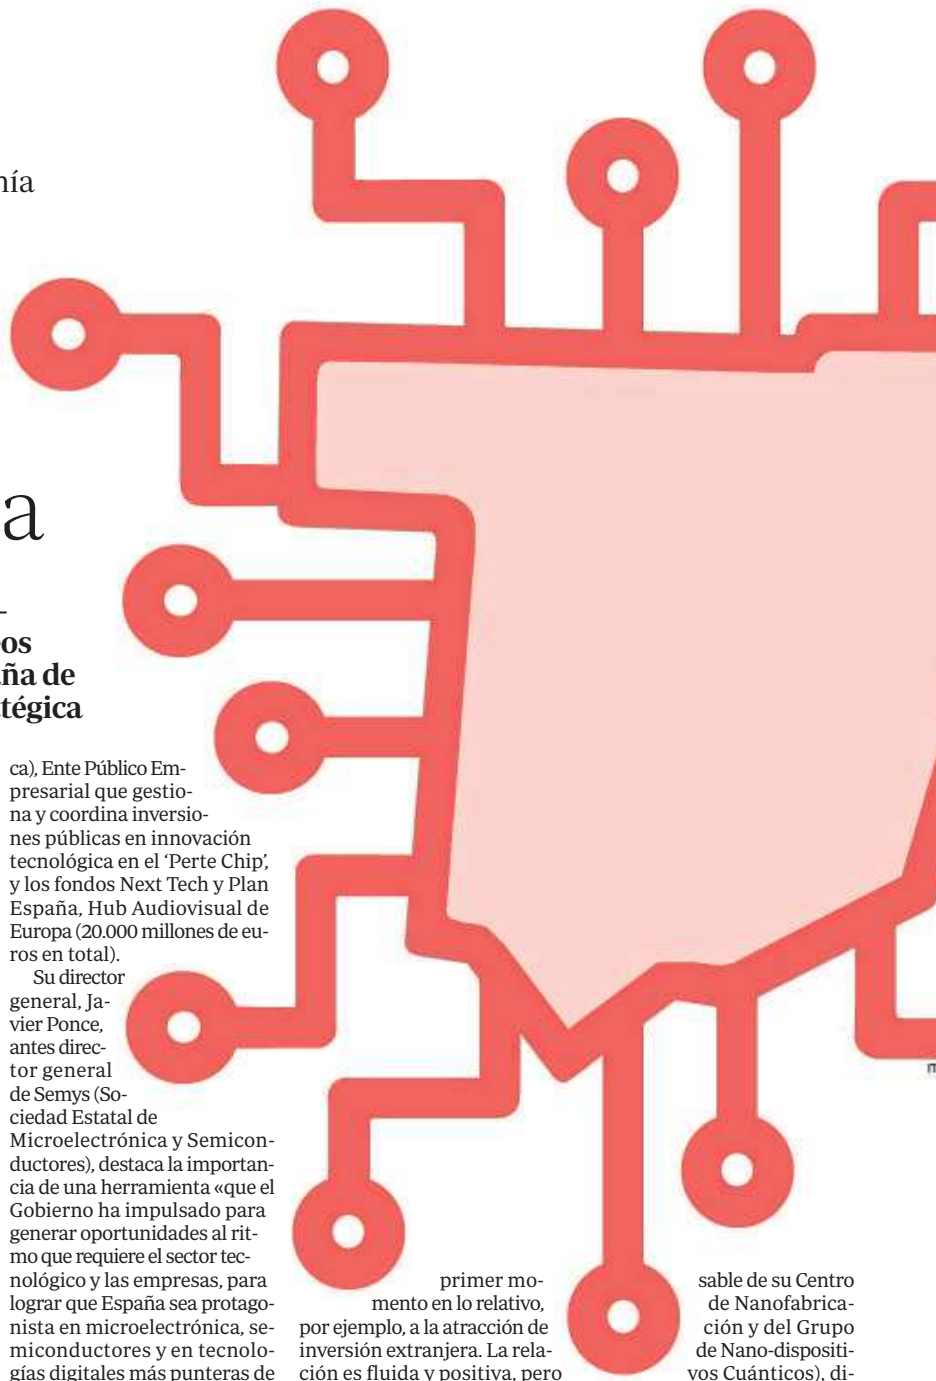 nía
a
os
aña de
tégica
ca), Ente Público Em-
presarial que gestio-
na y coordina inversio-
nes públicas en innovación
tecnológica en el ‘Perte Chip’,
y los fondos Next Tech y Plan
España, Hub Audiovisual de
Europa (20.000 millones de eu-
ros en total).
Su director
general, Ja-
vier Ponce,
antes direc-
tor general
de Semys (So-
ciedad Estatal de
Microelectrónica y Semicon-
ductores), destaca la importan-
cia de una herramienta «que el
Gobierno ha impulsado para
generar oportunidades al rit-
mo que requiere el sector tec-
nológico y las empresas, para
lograr que España sea protago-
nista en microelectrónica, se-
miconductores y en tecnolo-
gías digitales más punteras de
primer mo-
mento en lo relativo,
por ejemplo, a la atracción de
inversión extranjera. La rela-
ción es fluida y positiva, pero
sable de su Centro
de Nanofabrica-
ción y del Grupo
de Nano-dispositi-
vos Cuánticos), di-